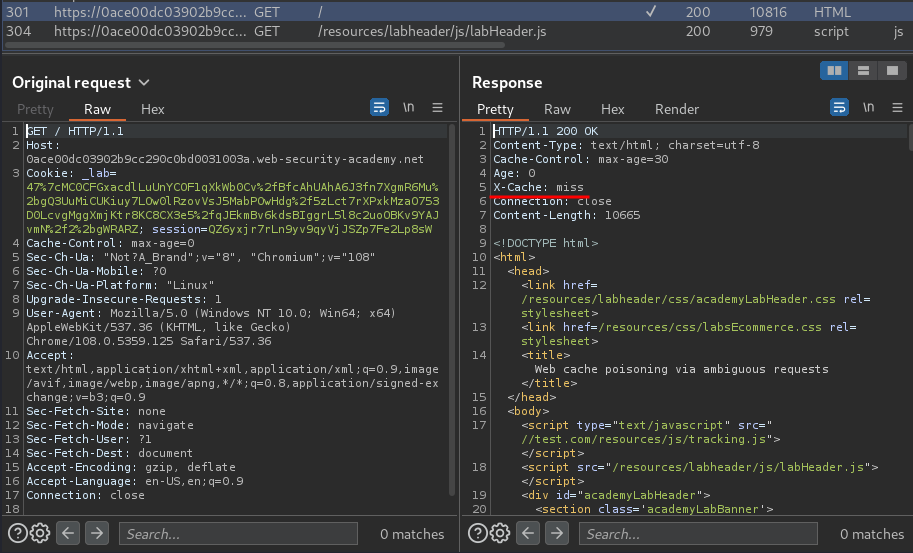 301 https://0ace00dc03902b9cc... GET / ✓ 200 10816 HTML
304 https://0ace00dc03902b9cc... GET /resources/labheader/js/labHeader.js 200 979 script js
Original request
Pretty Raw Hex
\n
1 GET / HTTP/1.1
2 Host:
0ace00dc03902b9cc290c0bd0031003a.web-security-academy.net
3 Cookie: _lab=
47%7cMC0CFGxacdlLuUnYCOF1qXkWb0Cv%2fBfcAhUAhA6J3fn7XgmR6Mu%
2bgQ3UuMiCUKiuy7LOw0lRzovVsJ5MabPOwHdg%2f5zLct7rXPxkMza0753
D0LcvgMggXmjKtr8KC8CX3e5%2fqJEkmBv6kdsBIggrL5l8c2uoOBKv9YAJ
vmN%2f2%2bgWRARZ; session=QZ6yxjr7rLn9yv9qyVjJSZp7Fe2Lp8sW
4 Cache-Control: max-age=0
5 Sec-Ch-Ua: "Not?A_Brand";v="8", "Chromium";v="108"
6 Sec-Ch-Ua-Mobile: ?0
7 Sec-Ch-Ua-Platform: "Linux"
8 Upgrade-Insecure-Requests: 1
9 User-Agent: Mozilla/5.0 (Windows NT 10.0; Win64; x64)
AppleWebKit/537.36 (KHTML, like Gecko)
Chrome/108.0.5359.125 Safari/537.36
10 Accept:
text/html,application/xhtml+xml,application/xml;q=0.9,image
/avif,image/webp,image/apng,*/*;q=0.8,application/signed-ex
change;v=b3;q=0.9
11 Sec-Fetch-Site: none
12 Sec-Fetch-Mode: navigate
13 Sec-Fetch-User: ?1
14 Sec-Fetch-Dest: document
15 Accept-Encoding: gzip, deflate
16 Accept-Language: en-US,en;q=0.9
17 Connection: close
18
Search...
0 matches
Response
Pretty Raw Hex Render
\n
1 HTTP/1.1 200 OK
2 Content-Type: text/html; charset=utf-8
3 Cache-Control: max-age=30
4 Age: 0
5 X-Cache: miss
6 Connection: close
7 Content-Length: 10665
8
9 <!DOCTYPE html>
10 <html>
11 <head>
12 <link href=
/resources/labheader/css/academyLabHeader.css rel=
stylesheet>
13 <link href=/resources/css/labsEcommerce.css rel=
stylesheet>
14 <title>
Web cache poisoning via ambiguous requests
</title>
15 </head>
16 <body>
17 <script type="text/javascript" src="
//test.com/resources/js/tracking.js">
</script>
18 <script src="/resources/labheader/js/labHeader.js">
</script>
19 <div id="academyLabHeader">
20 <section class='academyLabBanner'>
Search...
0 matches